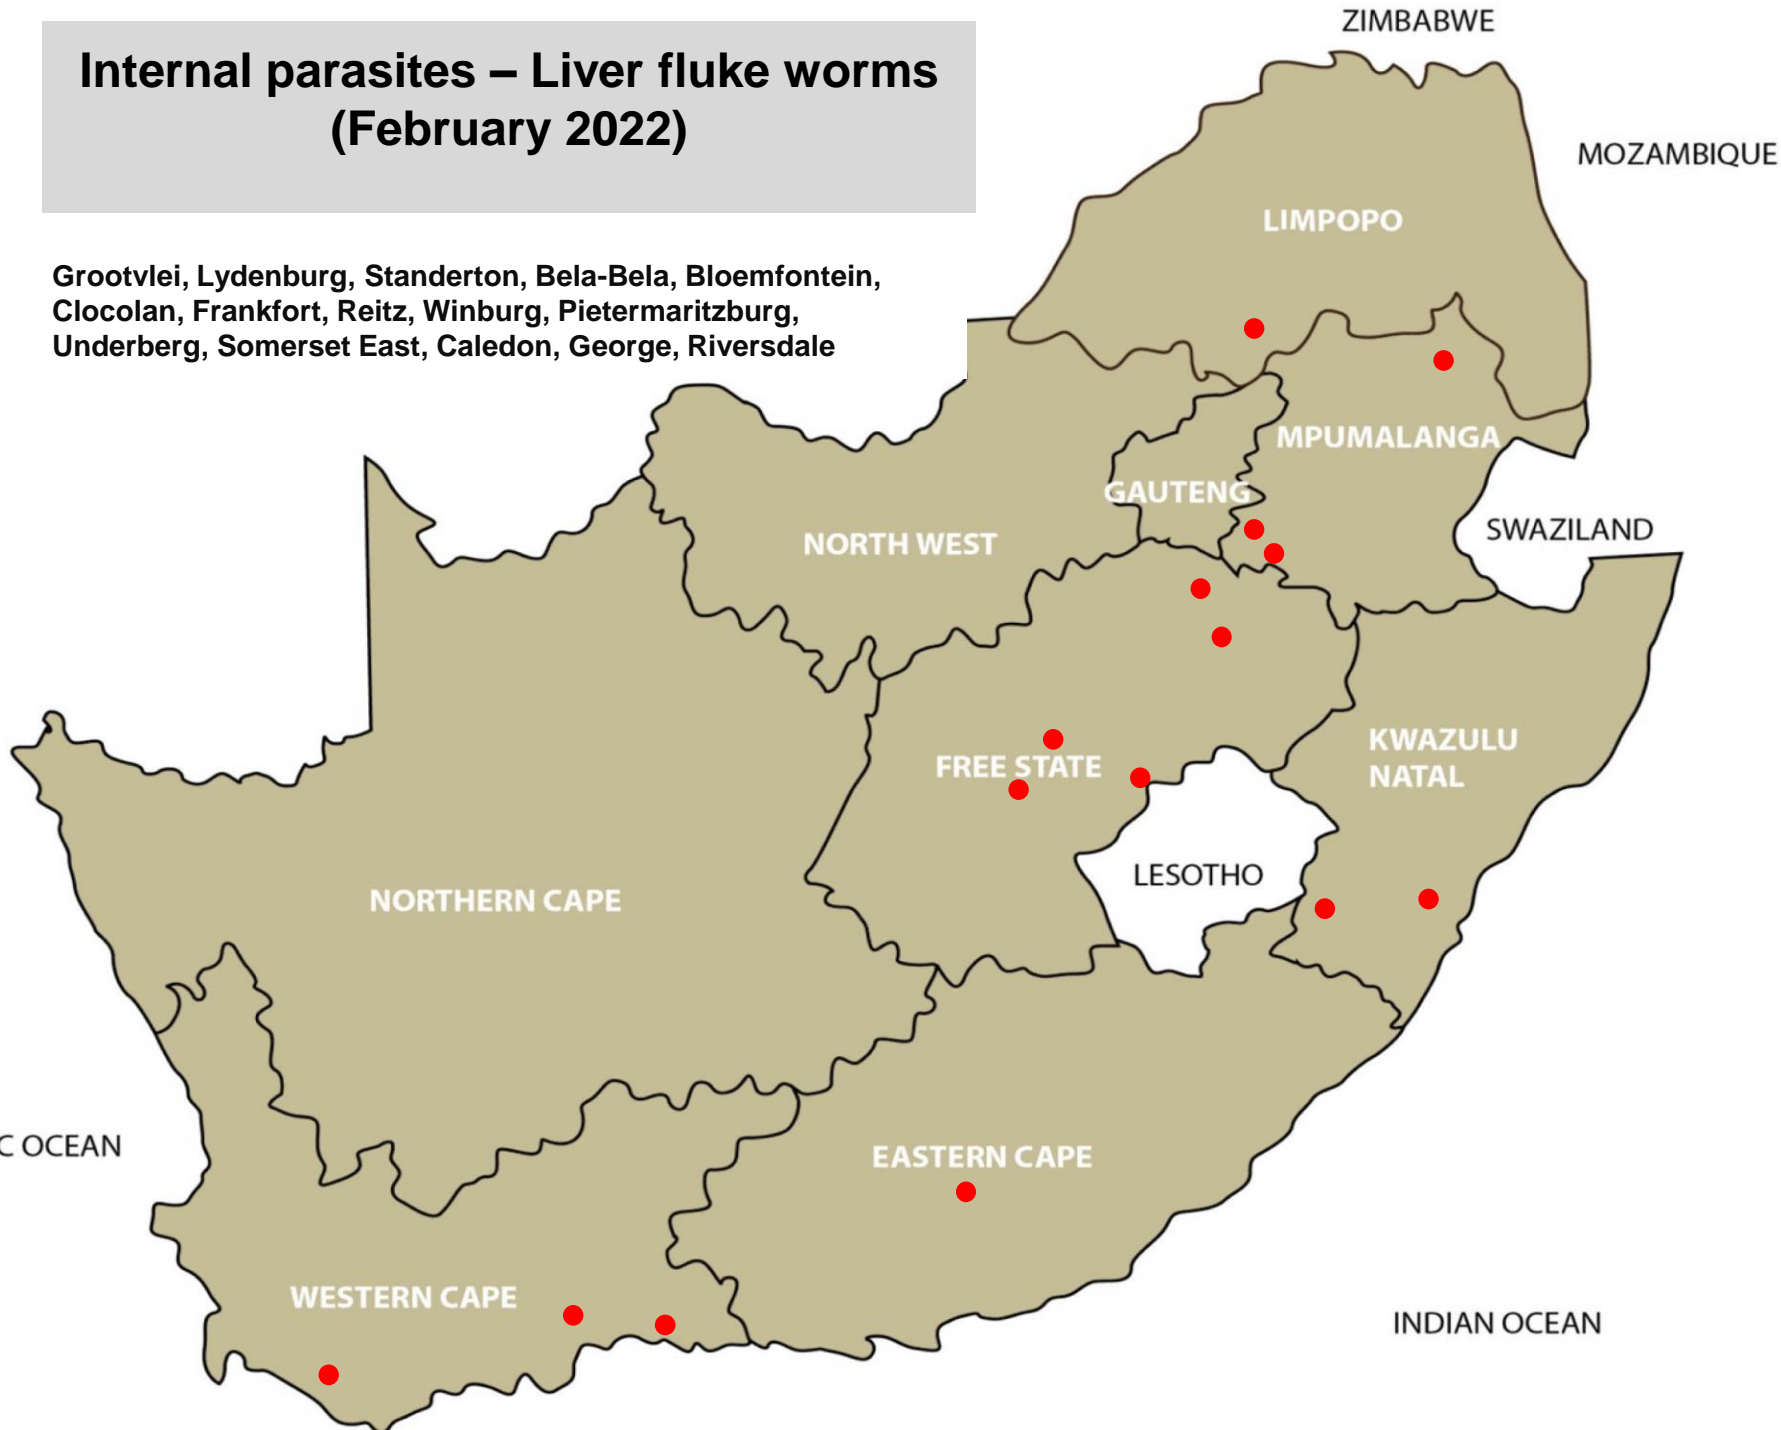 Internal parasites – Liver fluke worms
(February 2022)
Grootvlei, Lydenburg, Standerton, Bela-Bela, Bloemfontein,
Clocolan, Frankfort, Reitz, Winburg, Pietermaritzburg,
Underberg, Somerset East, Caledon, George, Riversdale
ZIMBABWE
MOZAMBIQUE
LIMPOPO
MPUMALANGA
GAUTENG
SWAZILAND
NORTH WEST
KWAZULU
NATAL
FREE STATE
LESOTHO
NORTHERN CAPE
C OCEAN
EASTERN CAPE
WESTERN CAPE
INDIAN OCEAN